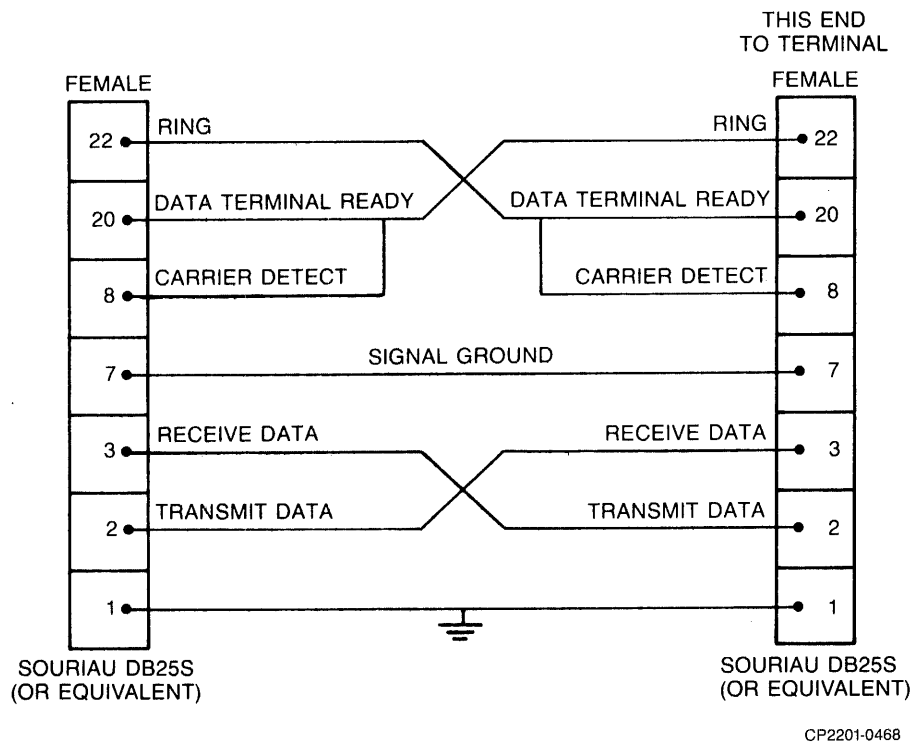 THIS END
TO TERMINAL
FEMALE
FEMALE
22
RING
RING
22
20
DATA TERMINAL READY
DATA TERMINAL READY
20
8
CARRIER DETECT
CARRIER DETECT
8
7
SIGNAL GROUND
7
3
RECEIVE DATA
RECEIVE DATA
3
2
TRANSMIT DATA
TRANSMIT DATA
2
1
1
SOURIAU DB25S
(OR EQUIVALENT)
SOURIAU DB25S
(OR EQUIVALENT)
CP2201-0468